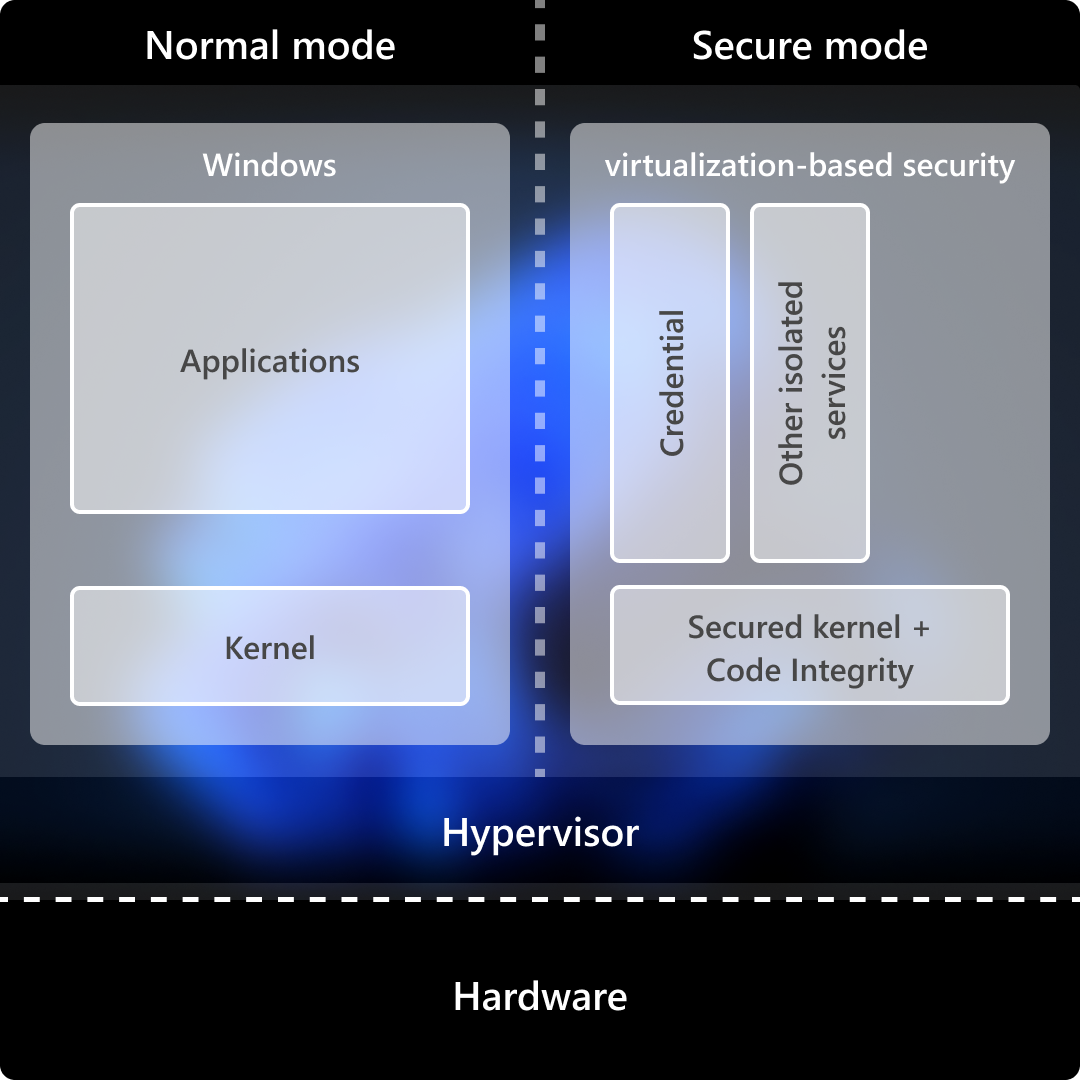 Normal mode
Secure mode
Windows
Applications
Kernel
virtualization-based security
Credential
Other isolated
services
Secured kernel +
Code Integrity
Hypervisor
Hardware